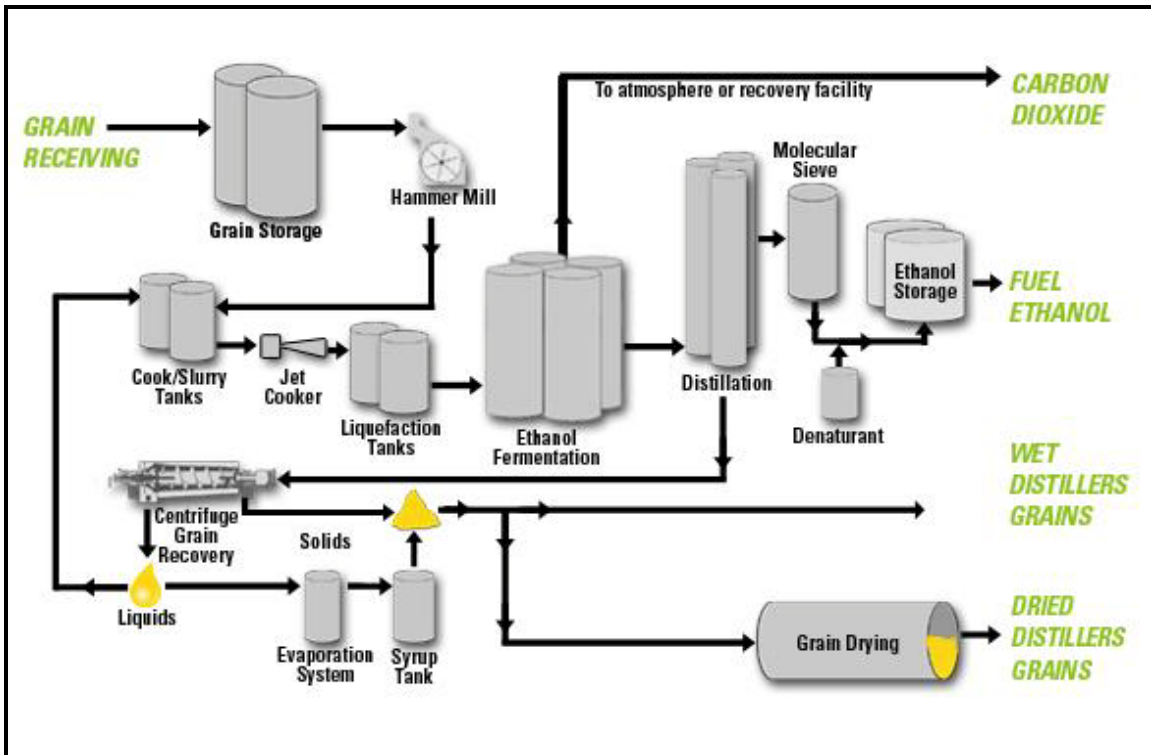 To atmosphere or recovery facility
CARBON
DIOXIDE
GRAIN
RECEIVING
Hammer Mill
Grain Storage
Molecular
Sieve
Ethanol
Storage
FUEL
ETHANOL
Cook/Slurry
Tanks
Jet
Cooker
Liquefaction
Tanks
Ethanol
Fermentation
Distillation
Denaturant
WET
DISTILLERS
GRAINS
Centrifuge
Grain
Recovery
Solids
Liquids
Evaporation
System
Syrup
Tank
Grain Drying
DRIED
DISTILLERS
GRAINS